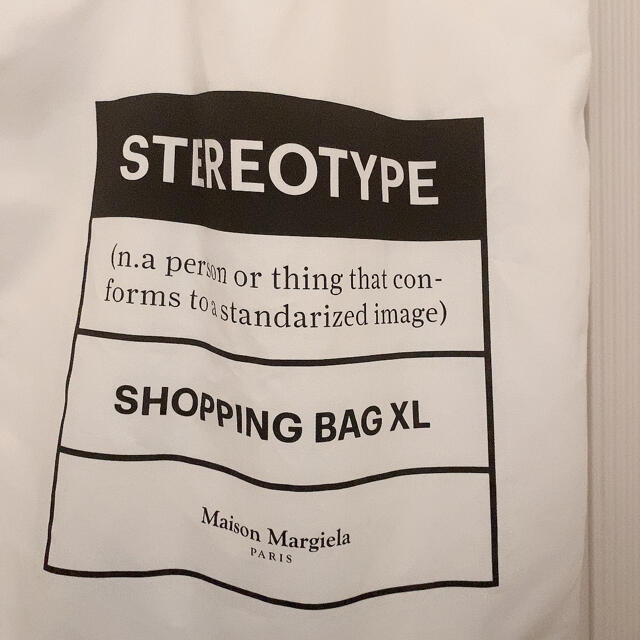 STEREOTYPE
(n.a person or thing that con-
forms to a standarized image)
SHOPPING BAG XL
Maison Margiela
PARIS